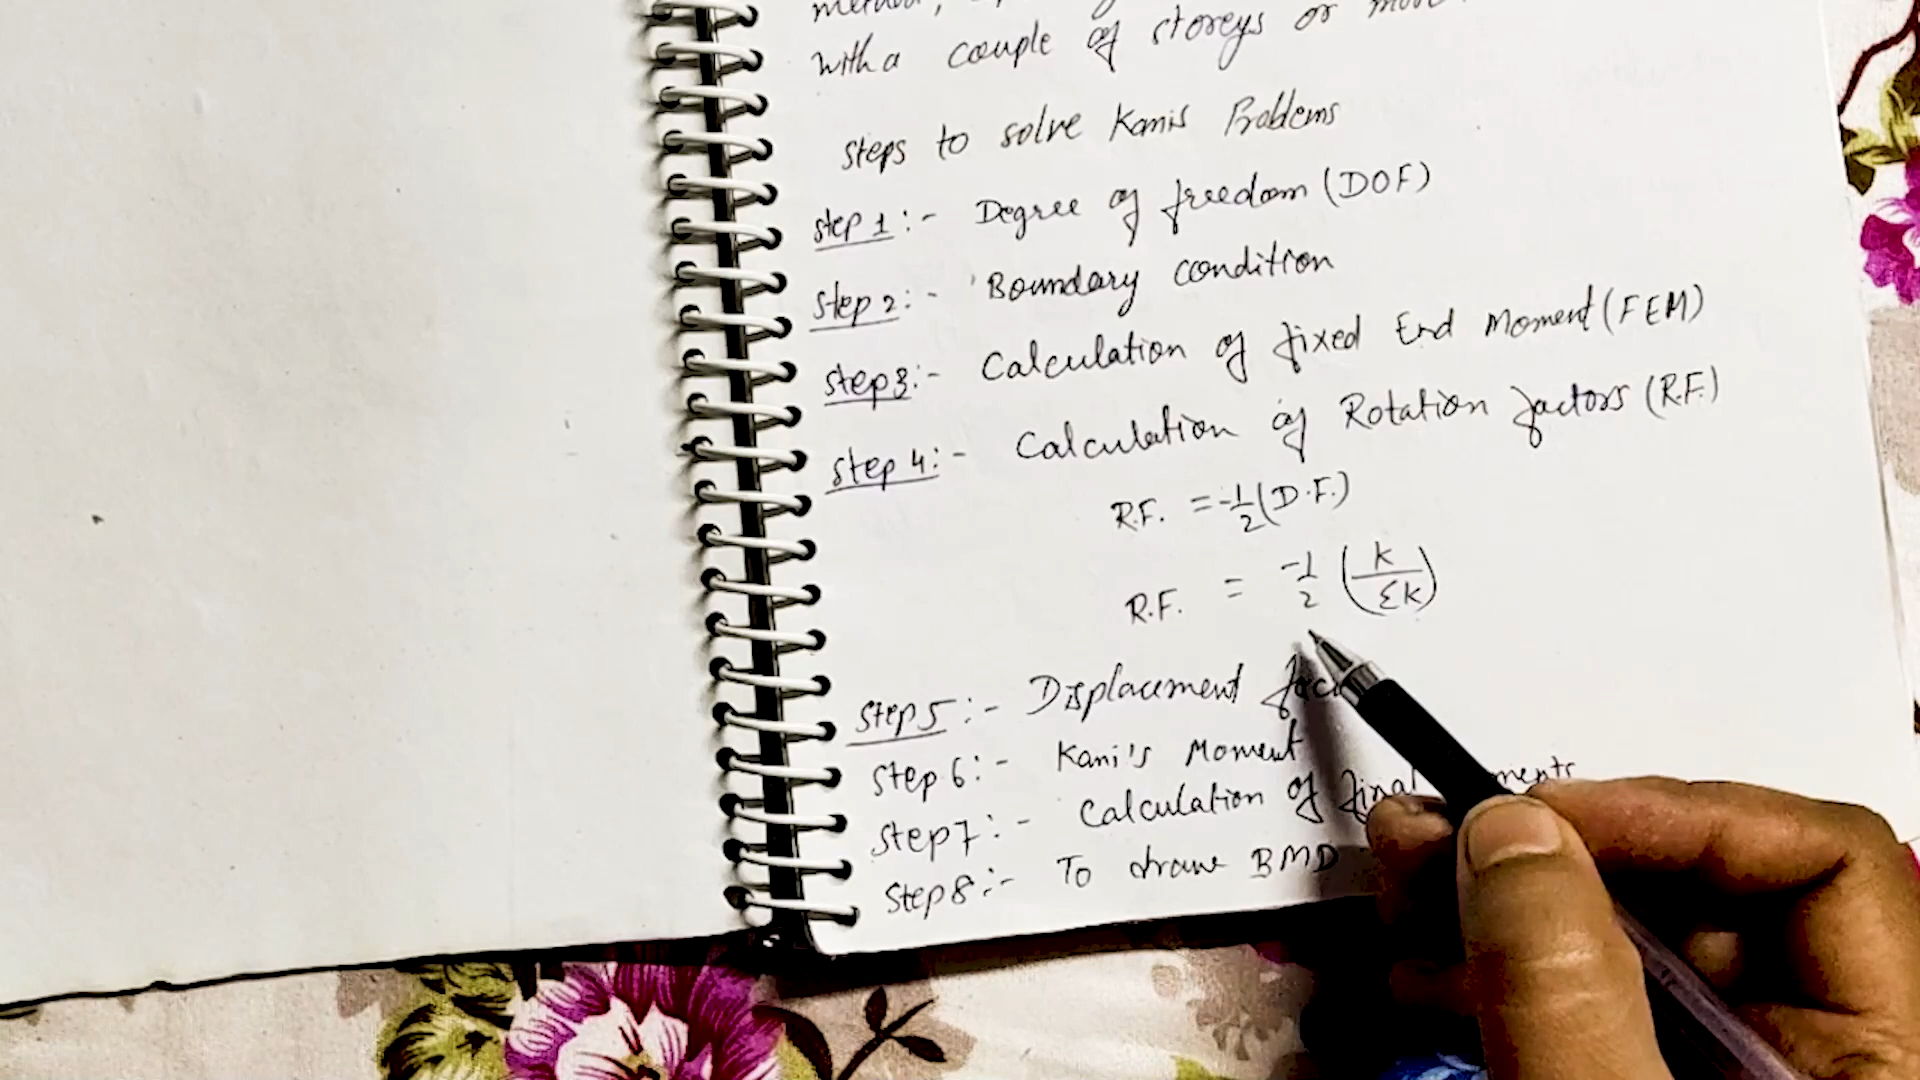 with a couple of storeys or
Steps to solve Kanis Problems
Step 1:- Degree of freedom (DOF)
Step 2:- Boundary condition
Step 3:- Calculation of fixed End Moment (FEM)
Step 4:- Calculation of Rotation factors (R.F.)
R.F. = -1/2 (D.F.)
R.F. = -1/2 (k/Σk)
Step 5:- Displacement
Step 6:- Kani's Moment
Step 7:- Calculation of final
Step 8:- To draw BMD